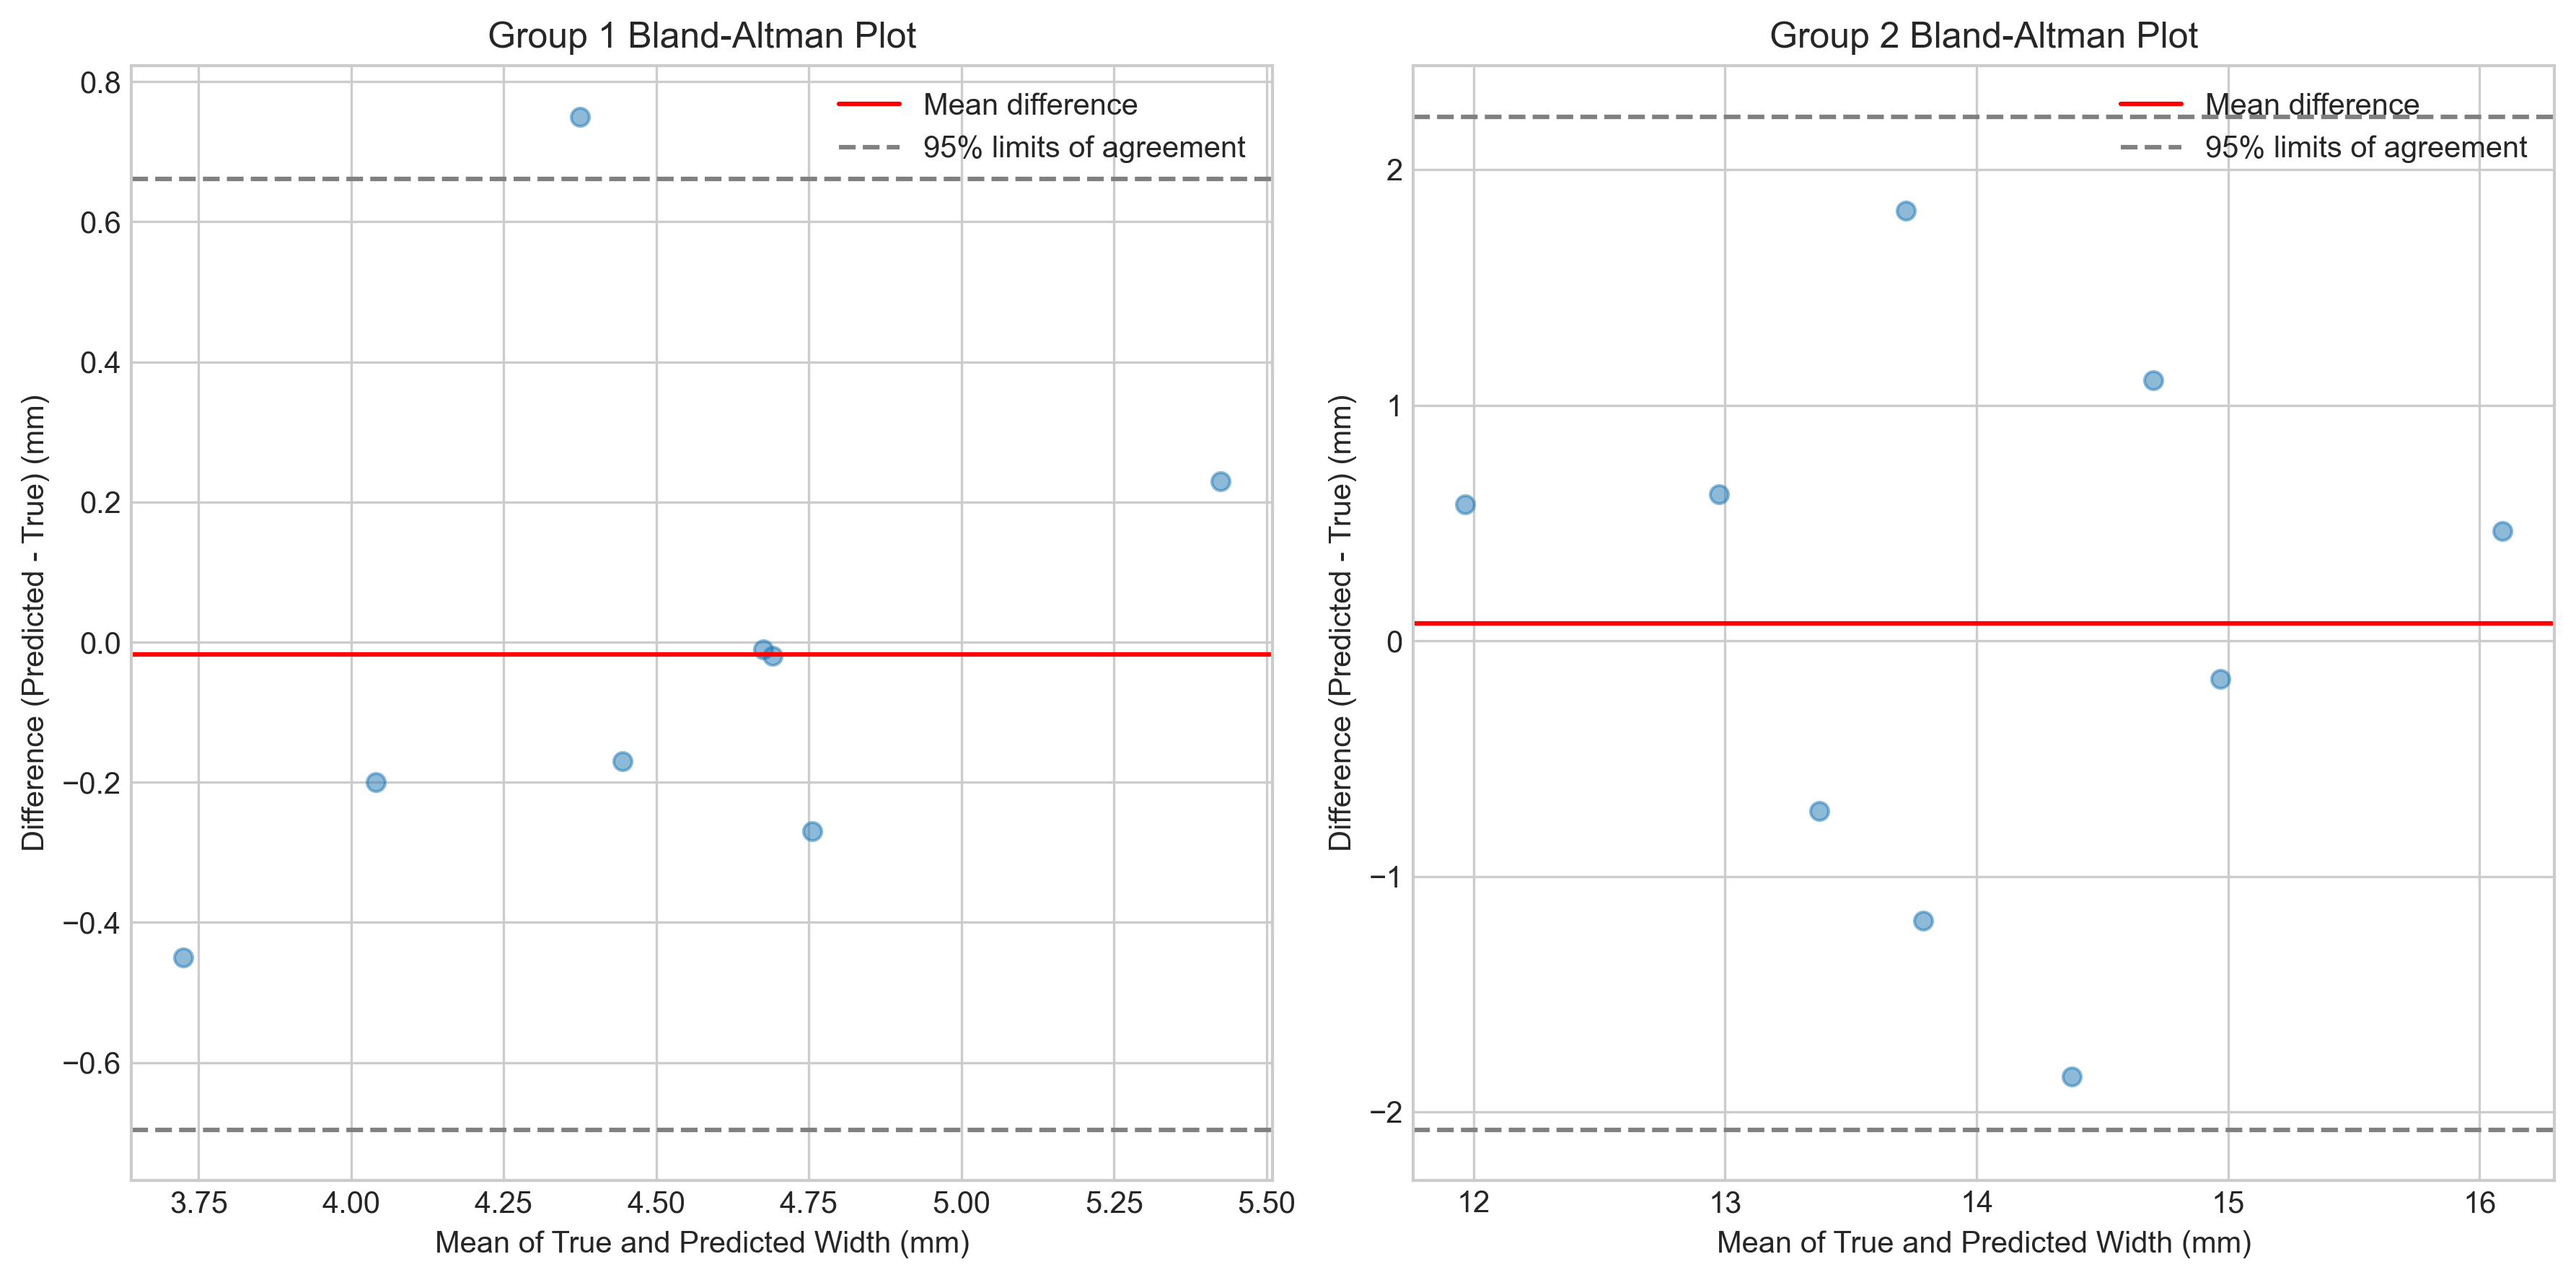 Group 1 Bland-Altman Plot
Mean difference
95% limits of agreement
Difference (Predicted - True) (mm)
0.8
0.6
0.4
0.2
0.0
−0.2
−0.4
−0.6
3.75 4.00 4.25 4.50 4.75 5.00 5.25 5.50
Mean of True and Predicted Width (mm)
Group 2 Bland-Altman Plot
Mean difference
95% limits of agreement
Difference (Predicted - True) (mm)
2
1
0
−1
−2
12 13 14 15 16
Mean of True and Predicted Width (mm)